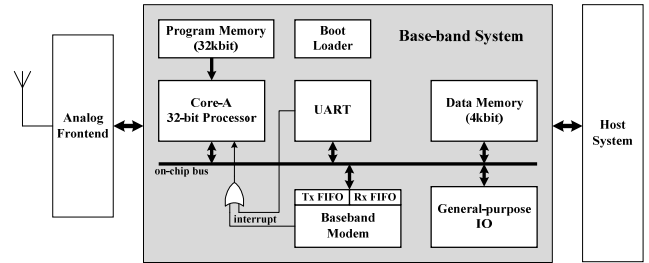 Program Memory
(32kbit)
Boot
Loader
Base-band System
Analog
Frontend
Core-A
32-bit Processor
UART
Data Memory
(4kbit)
Host
System
on-chip bus
interrupt
Tx FIFO
Rx FIFO
Baseband
Modem
General-purpose
IO